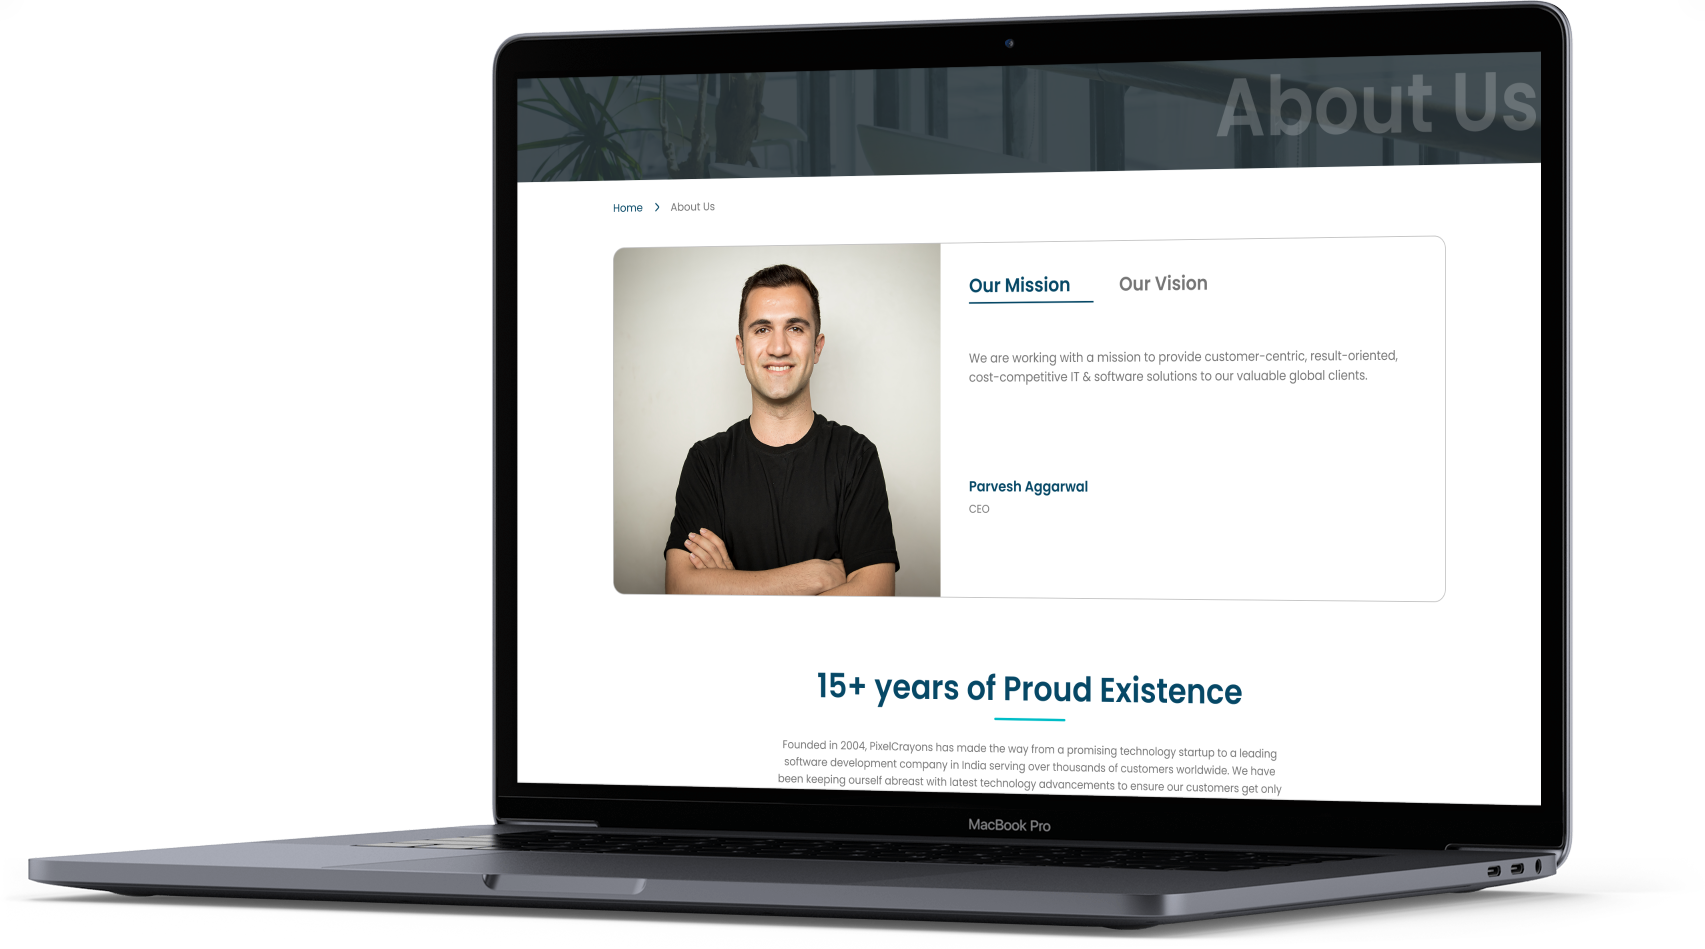 About Us
Home > About Us
Our Mission Our Vision
We are working with a mission to provide customer-centric, result-oriented,
cost-competitive IT & software solutions to our valuable global clients.
Parvesh Aggarwal
CEO
15+ years of Proud Existence
Founded in 2004, PixelCrayons has made the way from a promising technology startup to a leading
software development company in India serving over thousands of customers worldwide. We have
been keeping ourself abreast with latest technology advancements to ensure our customers get only
MacBook Pro